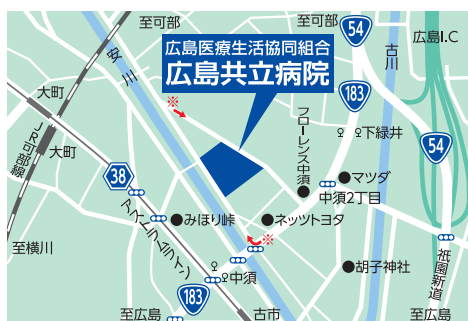 至可部
至可部
54
古川
広島I.C
安川
広島医療生活協同組合
広島共立病院
183
大町
※
フローレンス中須
下緑井
54
JR可部線
大町
38
マツダ
中須2丁目
アストラムライン
みほり峠
ネッツトヨタ
※
至横川
中須
胡子神社
祇園新道
183
至広島
古市
至広島